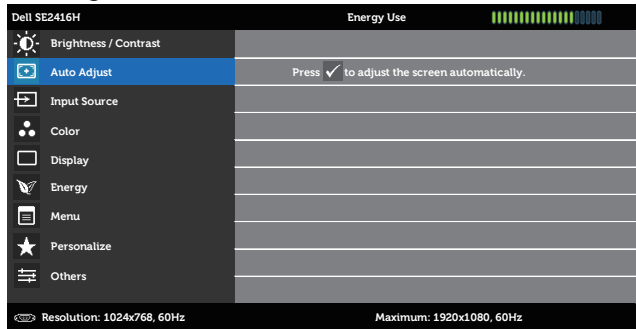 Dell SE2416H Energy Use
Brightness / Contrast
Auto Adjust Press to adjust the screen automatically.
Input Source
Color
Display
Energy
Menu
Personalize
Others
Resolution: 1024x768, 60Hz Maximum: 1920x1080, 60Hz